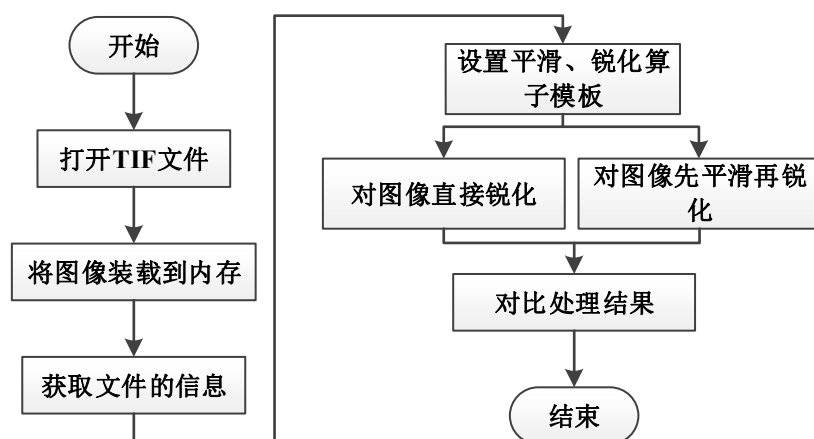 开始
打开TIF文件
将图像装载到内存
获取文件的信息
设置平滑、锐化算
子模板
对图像直接锐化
对图像先平滑再锐
化
对比处理结果
结束